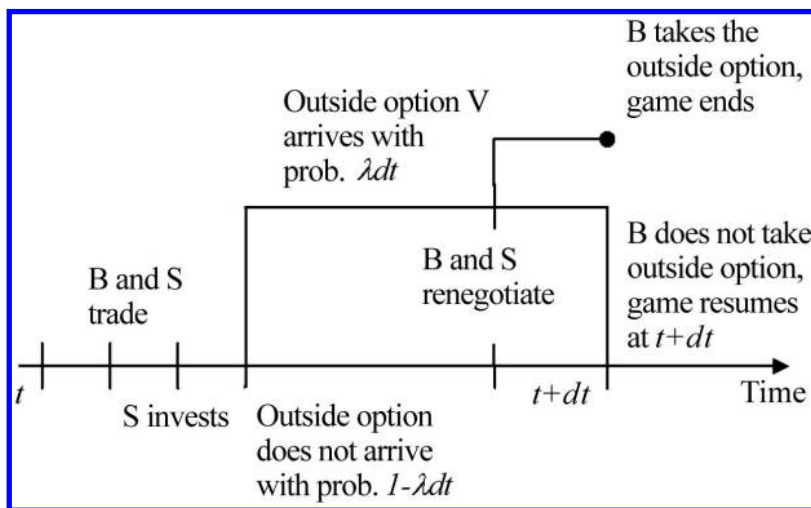 B takes the
outside option,
game ends
Outside option V
arrives with
prob. λdt
B and S
trade
B and S
renegotiate
B does not take
outside option,
game resumes
at t+dt
t
S invests
Outside option
does not arrive
with prob. 1-λdt
t+dt
Time